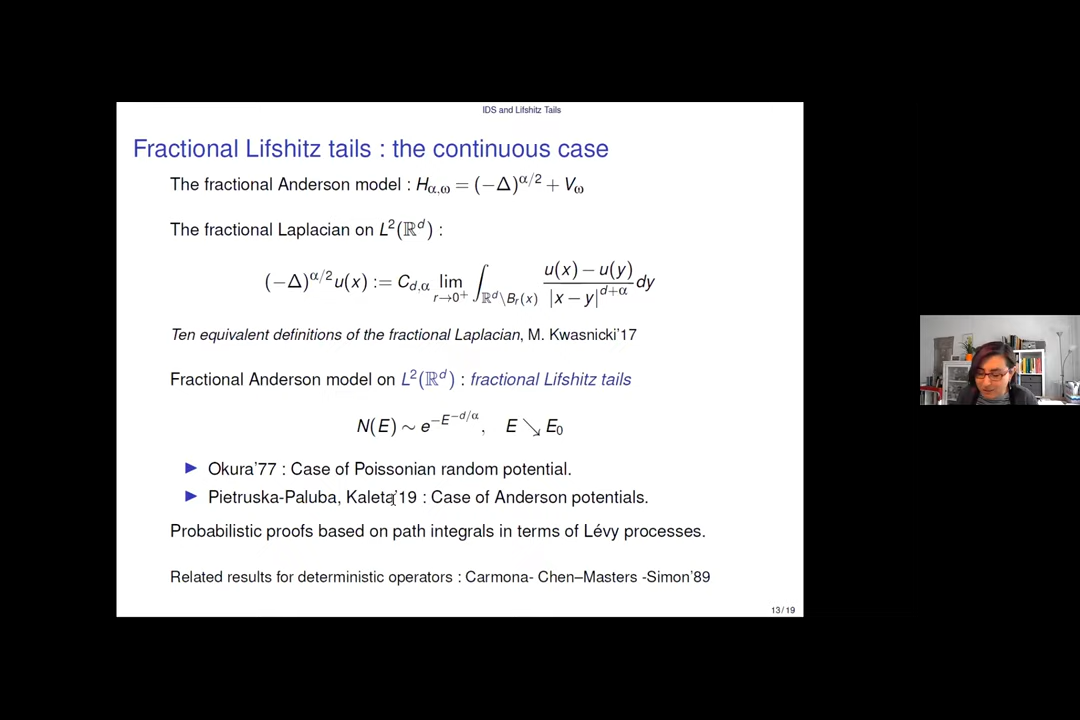 IDS and Lifshitz Tails
Fractional Lifshitz tails : the continuous case
The fractional Anderson model : H_{α,ω} = (−Δ)^{α/2} + V_ω
The fractional Laplacian on L²(ℝ^d) :
(−Δ)^{α/2} u(x) := C_{d,α} lim_{r→0⁺} ∫_{ℝ^d\B_r(x)} (u(x) − u(y)) / |x − y|^{d+α} dy
Ten equivalent definitions of the fractional Laplacian, M. Kwasnicki'17
Fractional Anderson model on L²(ℝ^d) : fractional Lifshitz tails
N(E) ∼ e^{−E^{−d/α}}, E ↘ E₀
▶ Okura'77 : Case of Poissonian random potential.
▶ Pietruska-Paluba, Kaleta'19 : Case of Anderson potentials.
Probabilistic proofs based on path integrals in terms of Lévy processes.
Related results for deterministic operators : Carmona- Chen–Masters -Simon'89
13 / 19